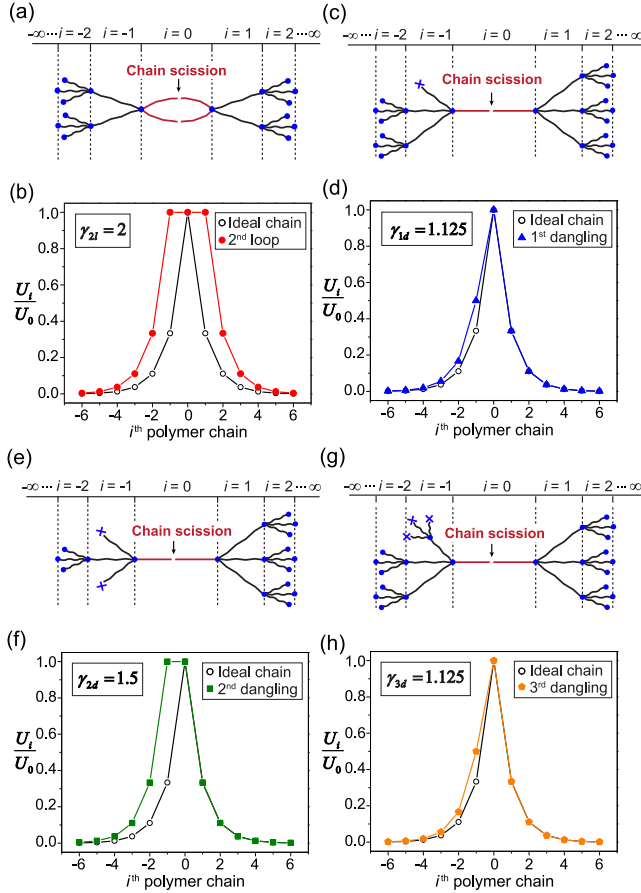 (a)
-∞ ··· i = -2 i = -1 i = 0 i = 1 i = 2 ···∞
Chain scission
(c)
-∞ ··· i = -2 i = -1 i = 0 i = 1 i = 2 ···∞
Chain scission
(b)
γ2l = 2
Ideal chain
2nd loop
Ui/U0
1.0
0.8
0.6
0.4
0.2
0.0
-6 -4 -2 0 2 4 6
ith polymer chain
(d)
γ1d = 1.125
Ideal chain
1st dangling
Ui/U0
1.0
0.8
0.6
0.4
0.2
0.0
-6 -4 -2 0 2 4 6
ith polymer chain
(e)
-∞ ··· i = -2 i = -1 i = 0 i = 1 i = 2 ···∞
Chain scission
(g)
-∞ ··· i = -2 i = -1 i = 0 i = 1 i = 2 ···∞
Chain scission
(f)
γ2d = 1.5
Ideal chain
2nd dangling
Ui/U0
1.0
0.8
0.6
0.4
0.2
0.0
-6 -4 -2 0 2 4 6
ith polymer chain
(h)
γ3d = 1.125
Ideal chain
3rd dangling
Ui/U0
1.0
0.8
0.6
0.4
0.2
0.0
-6 -4 -2 0 2 4 6
ith polymer chain